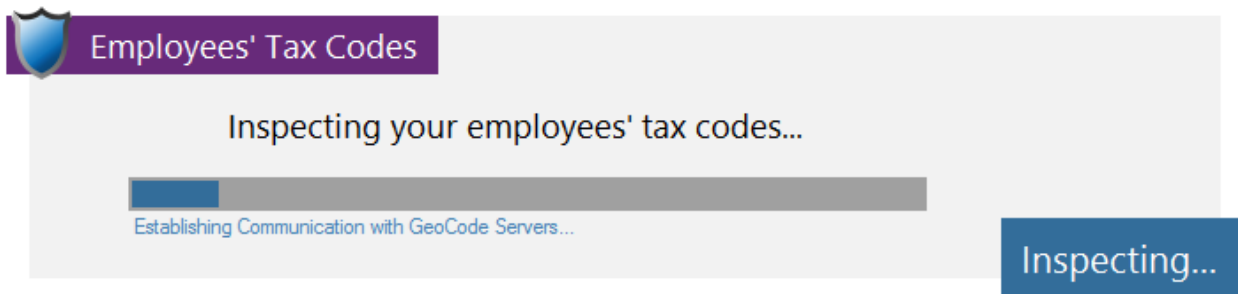 Employees' Tax Codes
Inspecting your employees' tax codes...
Establishing Communication with GeoCode Servers...
Inspecting...